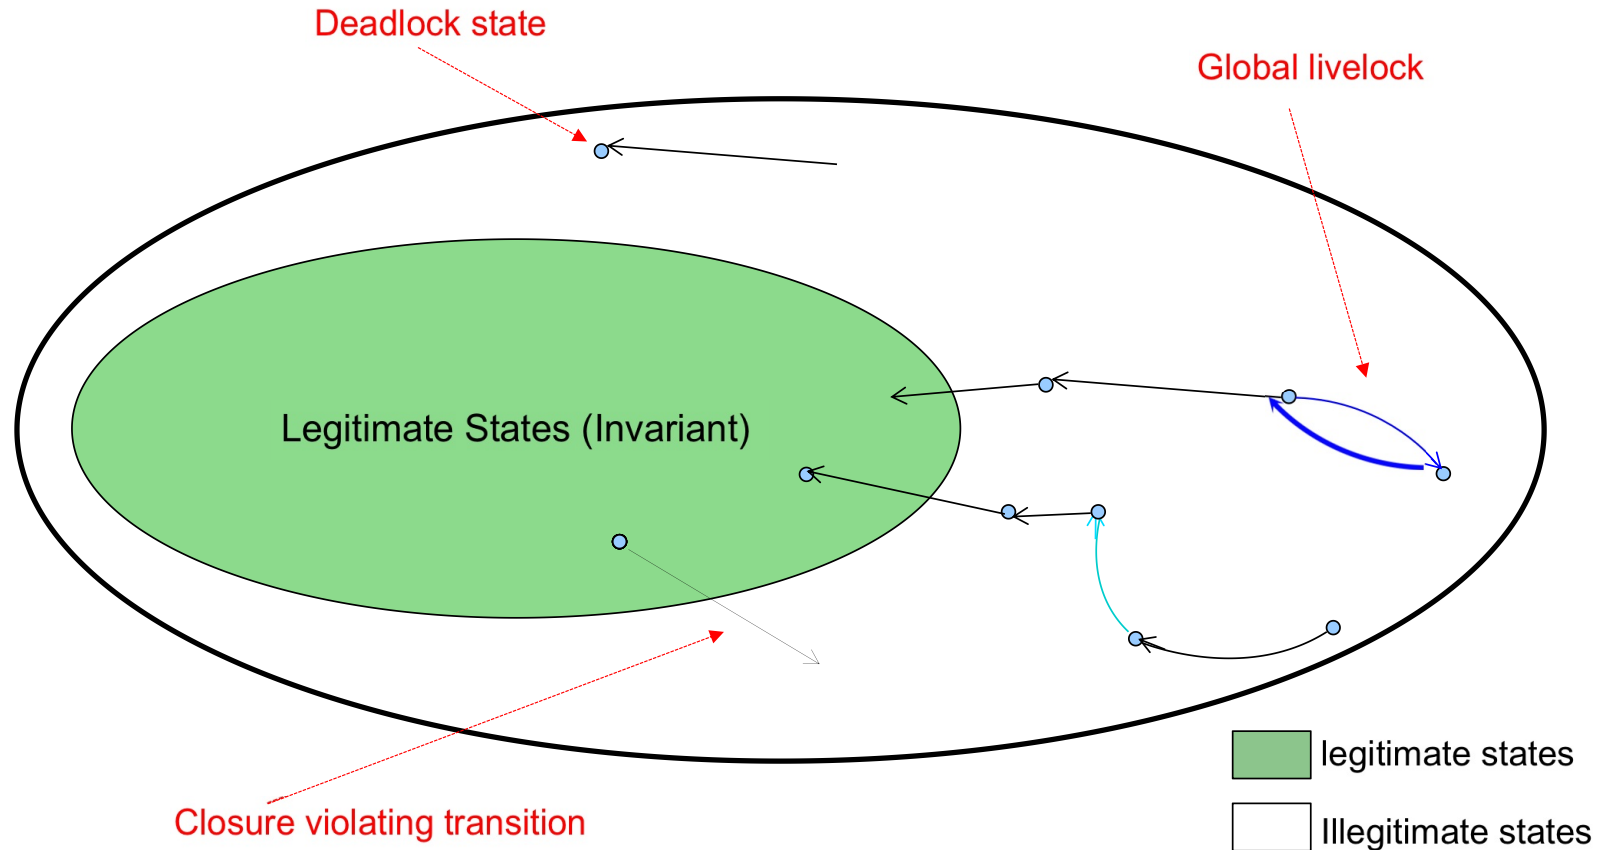 Deadlock state
Global livelock
Legitimate States (Invariant)
Closure violating transition
legitimate states
Illegitimate states